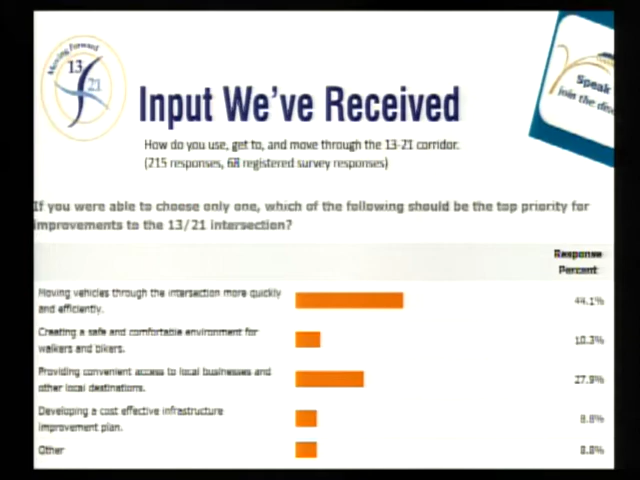 Moving Forward
13
21
Speak
join the
Input We've Received
How do you use, get to, and move through the 13-21 corridor.
(215 responses, 68 registered survey responses)
If you were able to choose only one, which of the following should be the top priority for
improvements to the 13/21 intersection?
Response
Percent
Moving vehicles through the intersection more quickly
and efficiently.
44.1%
Creating a safe and comfortable environment for
walkers and bikers.
10.3%
Providing convenient access to local businesses and
other local destinations.
27.9%
Developing a cost effective infrastructure
improvement plan.
8.8%
Other
8.8%